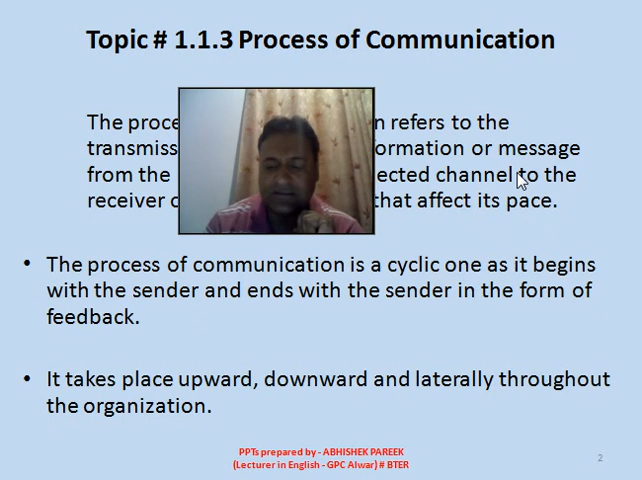 Topic # 1.1.3 Process of Communication
The n refers to the
ormation or message
from the ected channel to the
receiver that affect its pace.
• The process of communication is a cyclic one as it begins
with the sender and ends with the sender in the form of
feedback.
• It takes place upward, downward and laterally throughout
the organization.
PPTs prepared by - ABHISHEK PAREEK
(Lecturer in English - GPC Alwar) # BTER
2